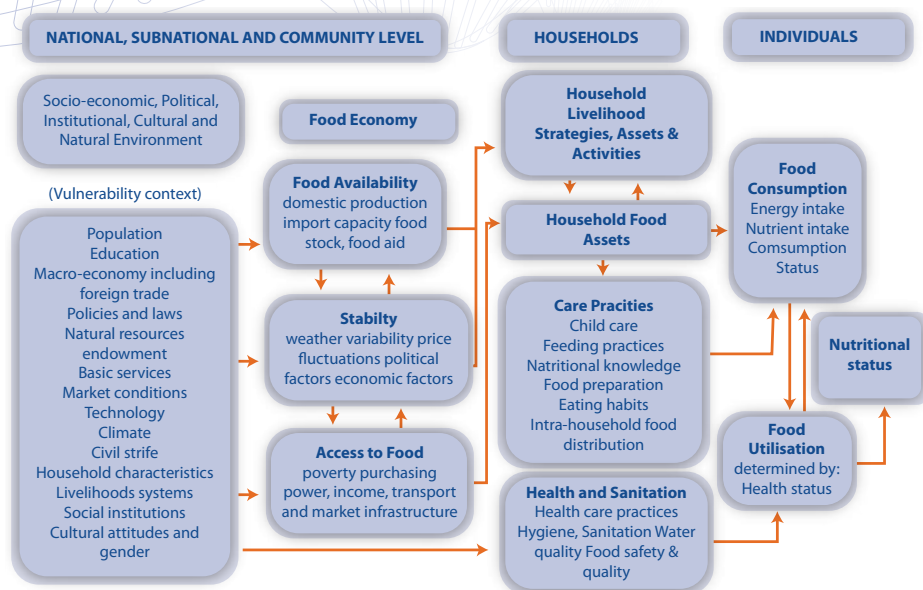 NATIONAL, SUBNATIONAL AND COMMUNITY LEVEL
HOUSEHOLDS
INDIVIDUALS
Socio-economic, Political,
Institutional, Cultural and
Natural Environment
(Vulnerability context)
Population
Education
Macro-economy including
foreign trade
Policies and laws
Natural resources
endowment
Basic services
Market conditions
Technology
Climate
Civil strife
Household characteristics
Livelihoods systems
Social institutions
Cultural attitudes and
gender
Food Economy
Food Availability
domestic production
import capacity food
stock, food aid
Stabilty
weather variability price
fluctuations political
factors economic factors
Access to Food
poverty purchasing
power, income, transport
and market infrastructure
Household
Livelihood
Strategies, Assets &
Activities
Household Food
Assets
Care Pracities
Child care
Feeding practices
Nutritional knowledge
Food preparation
Eating habits
Intra-household food
distribution
Health and Sanitation
Health care practices
Hygiene, Sanitation Water
quality Food safety &
quality
Food
Consumption
Energy intake
Nutrient intake
Comsumption
Status
Nutritional
status
Food
Utilisation
determined by:
Health status